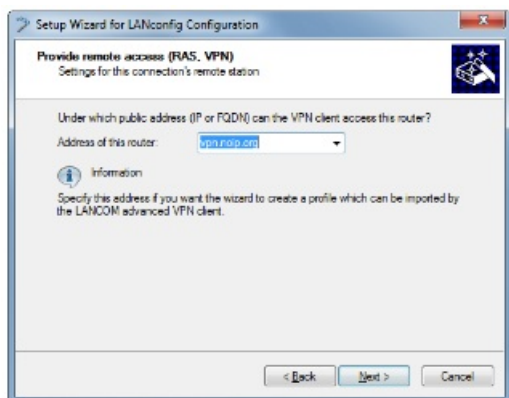 Setup Wizard for LANconfig Configuration
Provide remote access (RAS, VPN)
Settings for this connection's remote station
Under which public address (IP or FQDN) can the VPN client access this router?
Address of this router: vpn.noip.org
Information
Specify this address if you want the wizard to create a profile which can be imported by
the LANCOM advanced VPN client.
< Back Next > Cancel